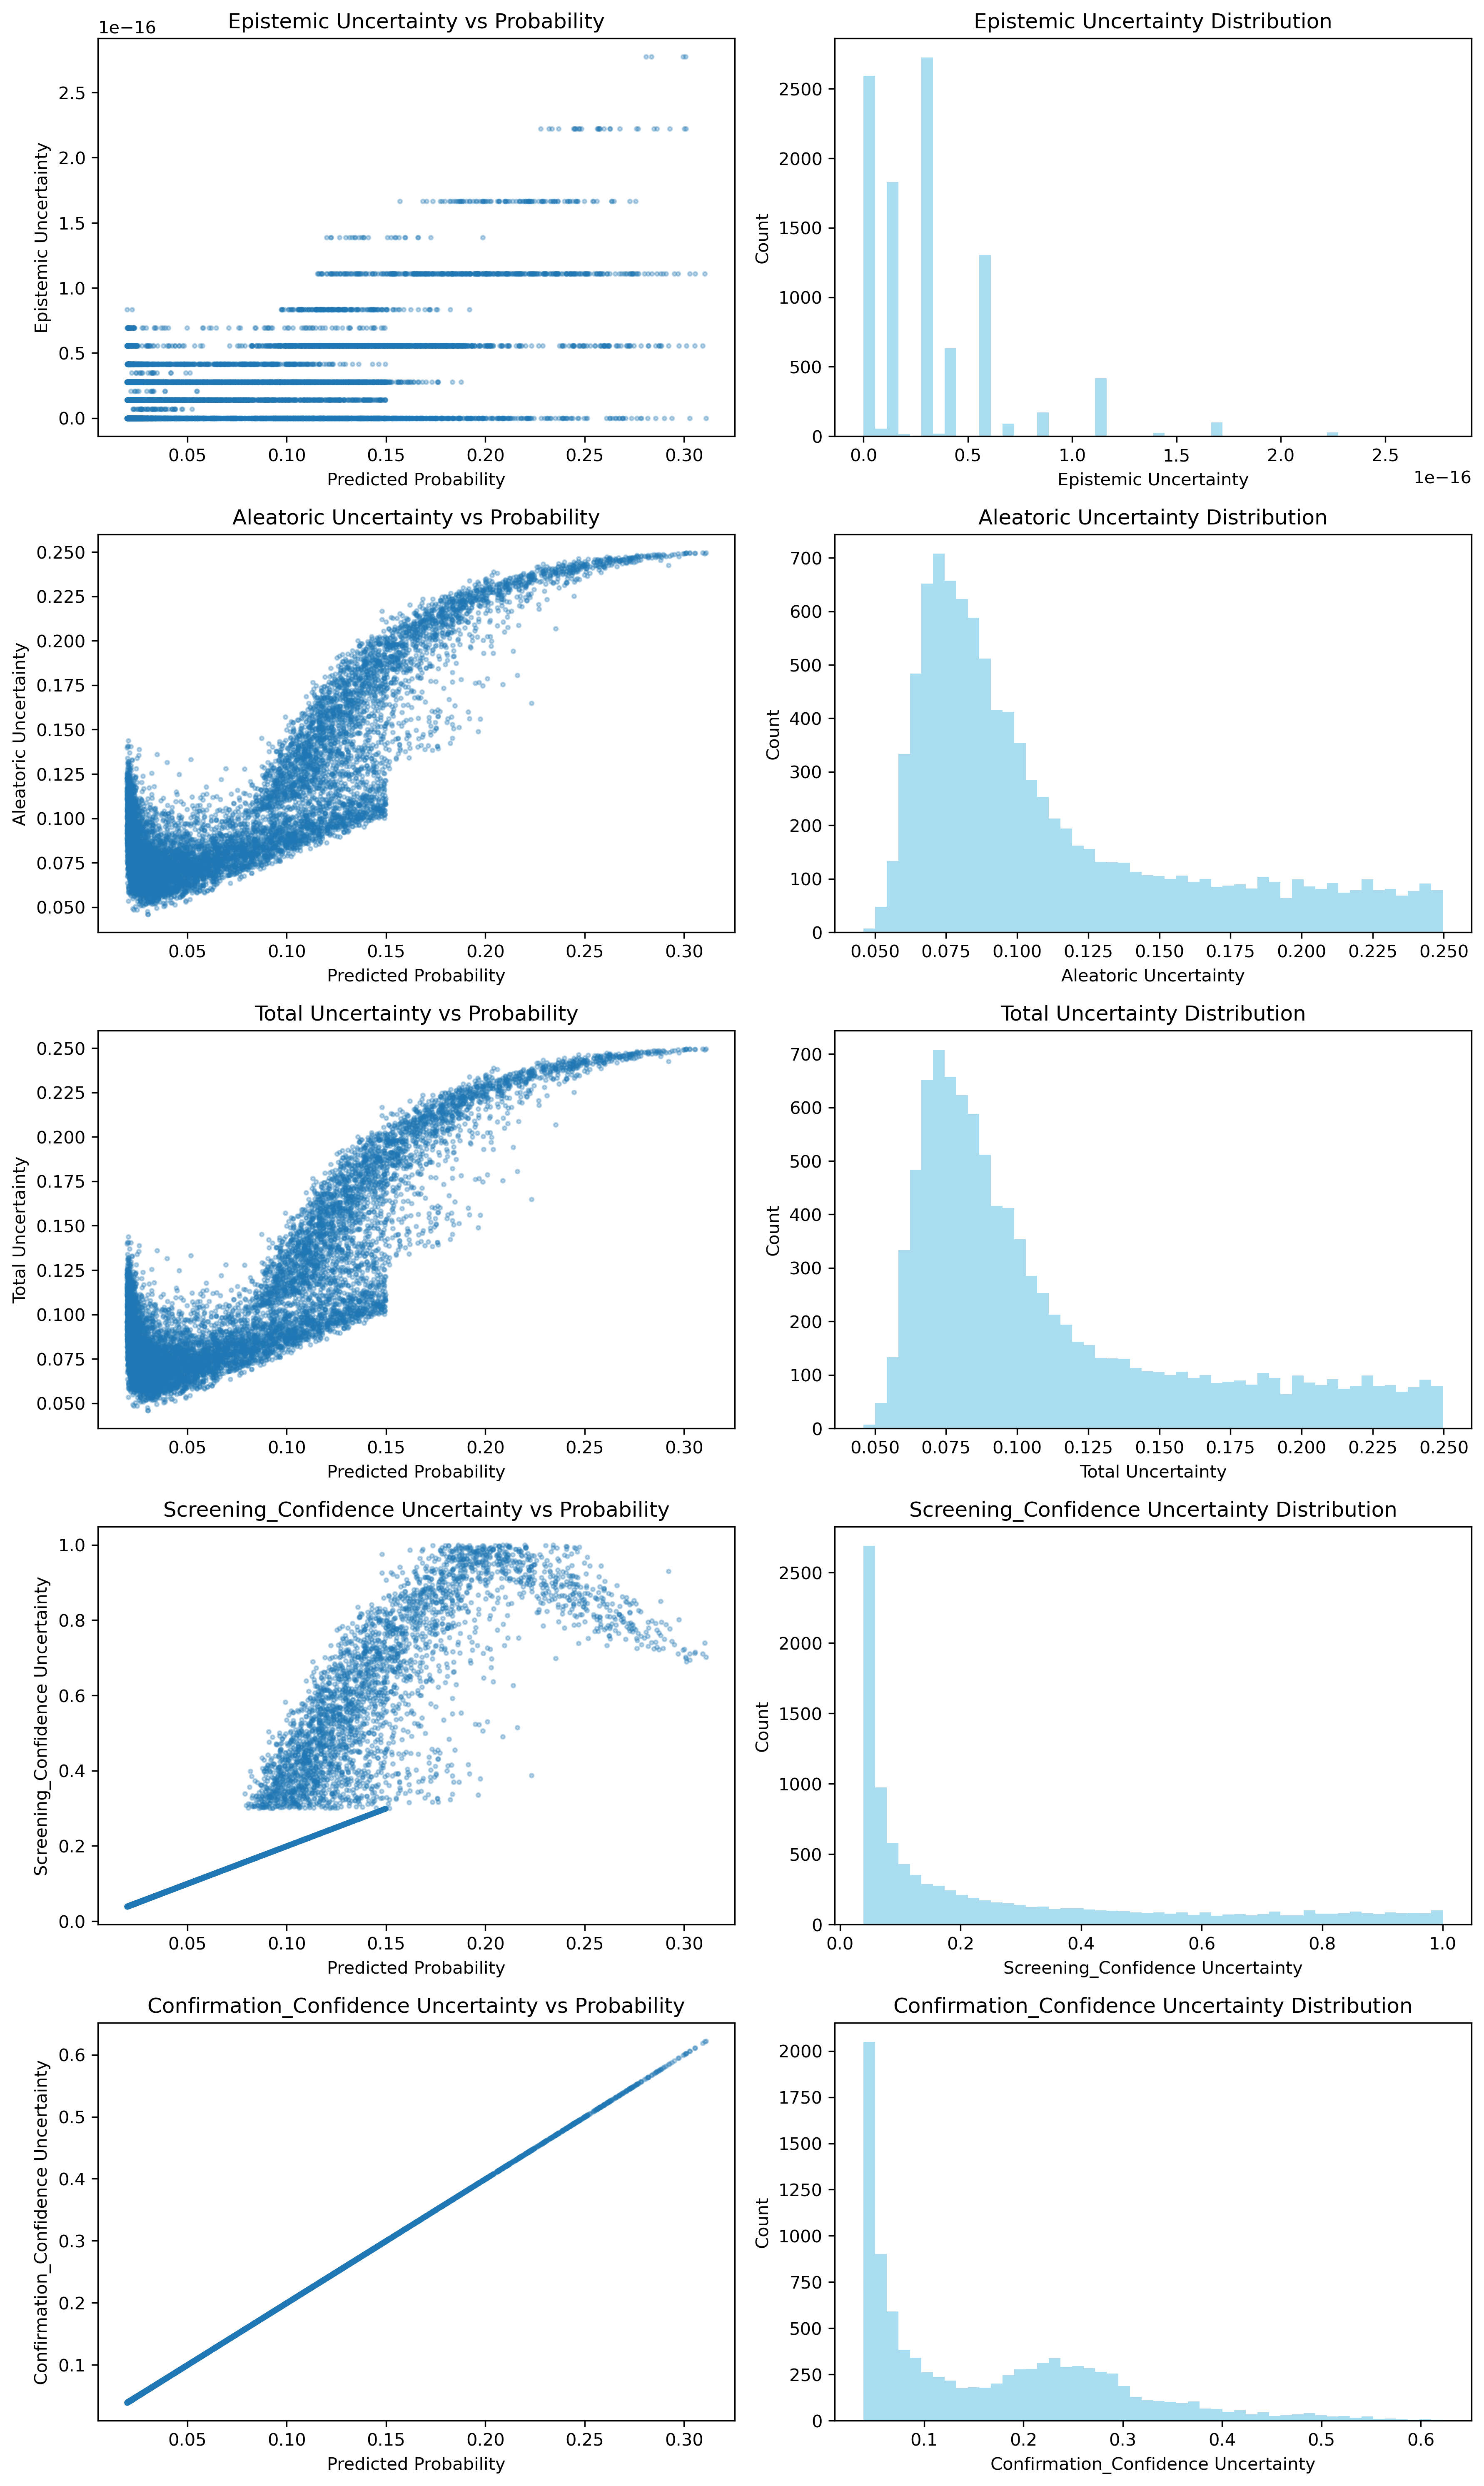 Epistemic Uncertainty vs Probability
1e−16
Epistemic Uncertainty
2.5
2.0
1.5
1.0
0.5
0.0
0.05 0.10 0.15 0.20 0.25 0.30
Predicted Probability
Epistemic Uncertainty Distribution
Count
2500
2000
1500
1000
500
0
0.0 0.5 1.0 1.5 2.0 2.5
1e−16
Epistemic Uncertainty
Aleatoric Uncertainty vs Probability
Aleatoric Uncertainty
0.250
0.225
0.200
0.175
0.150
0.125
0.100
0.075
0.050
0.05 0.10 0.15 0.20 0.25 0.30
Predicted Probability
Aleatoric Uncertainty Distribution
Count
700
600
500
400
300
200
100
0
0.050 0.075 0.100 0.125 0.150 0.175 0.200 0.225 0.250
Aleatoric Uncertainty
Total Uncertainty vs Probability
Total Uncertainty
0.250
0.225
0.200
0.175
0.150
0.125
0.100
0.075
0.050
0.05 0.10 0.15 0.20 0.25 0.30
Predicted Probability
Total Uncertainty Distribution
Count
700
600
500
400
300
200
100
0
0.050 0.075 0.100 0.125 0.150 0.175 0.200 0.225 0.250
Total Uncertainty
Screening_Confidence Uncertainty vs Probability
Screening_Confidence Uncertainty
1.0
0.8
0.6
0.4
0.2
0.0
0.05 0.10 0.15 0.20 0.25 0.30
Predicted Probability
Screening_Confidence Uncertainty Distribution
Count
2500
2000
1500
1000
500
0
0.0 0.2 0.4 0.6 0.8 1.0
Screening_Confidence Uncertainty
Confirmation_Confidence Uncertainty vs Probability
Confirmation_Confidence Uncertainty
0.6
0.5
0.4
0.3
0.2
0.1
0.05 0.10 0.15 0.20 0.25 0.30
Predicted Probability
Confirmation_Confidence Uncertainty Distribution
Count
2000
1750
1500
1250
1000
750
500
250
0
0.1 0.2 0.3 0.4 0.5 0.6
Confirmation_Confidence Uncertainty